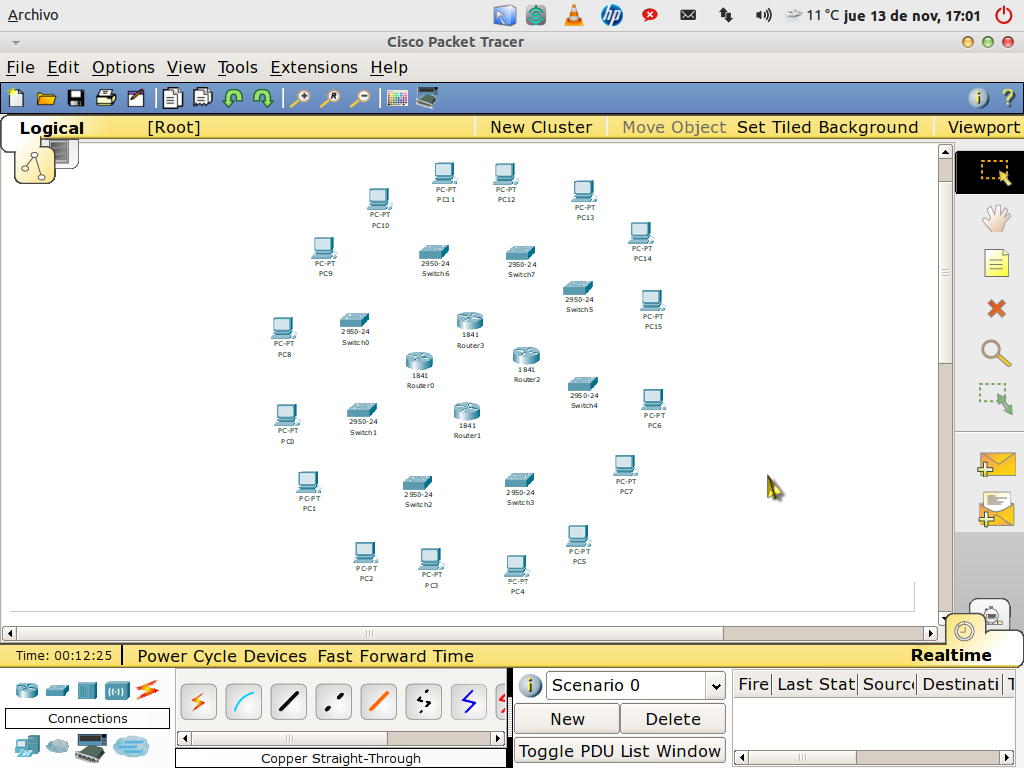 Archivo 11 °C jue 13 de nov, 17:01
Cisco Packet Tracer
File Edit Options View Tools Extensions Help
Logical [Root] New Cluster Move Object Set Tiled Background Viewport
PC-PT
PC11
PC-PT
PC12
PC-PT
PC13
PC-PT
PC10
PC-PT
PC14
PC-PT
PC9
2950-24
Switch6
2950-24
Switch7
2950-24
Switch5
PC-PT
PC15
PC-PT
PC8
2950-24
Switch0
1841
Router3
1841
Router0
1841
Router2
2950-24
Switch4
PC-PT
PC6
PC-PT
PC0
2950-24
Switch1
1841
Router1
PC-PT
PC7
PC-PT
PC1
2950-24
Switch2
2950-24
Switch3
PC-PT
PC5
PC-PT
PC2
PC-PT
PC3
PC-PT
PC4
Time: 00:12:25 Power Cycle Devices Fast Forward Time Realtime
Connections
Copper Straight-Through
Scenario 0
New Delete
Toggle PDU List Window
Fire Last Stat Source Destinati T